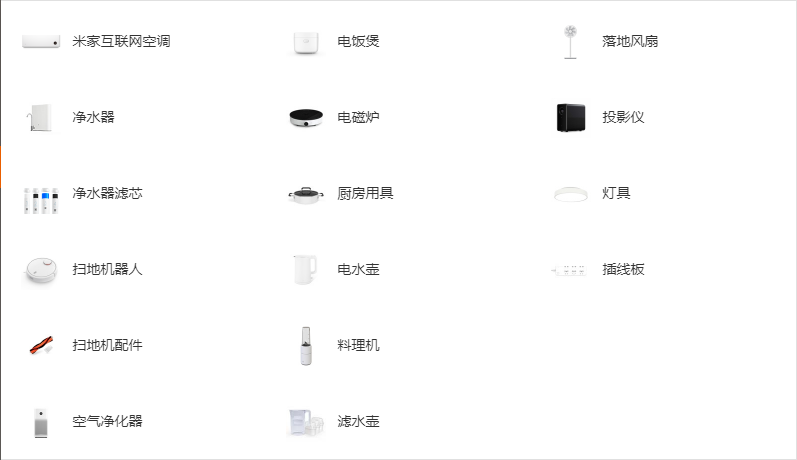 米家互联网空调
净水器
净水器滤芯
扫地机器人
扫地机配件
空气净化器
电饭煲
电磁炉
厨房用具
电水壶
料理机
滤水壶
落地风扇
投影仪
灯具
插线板